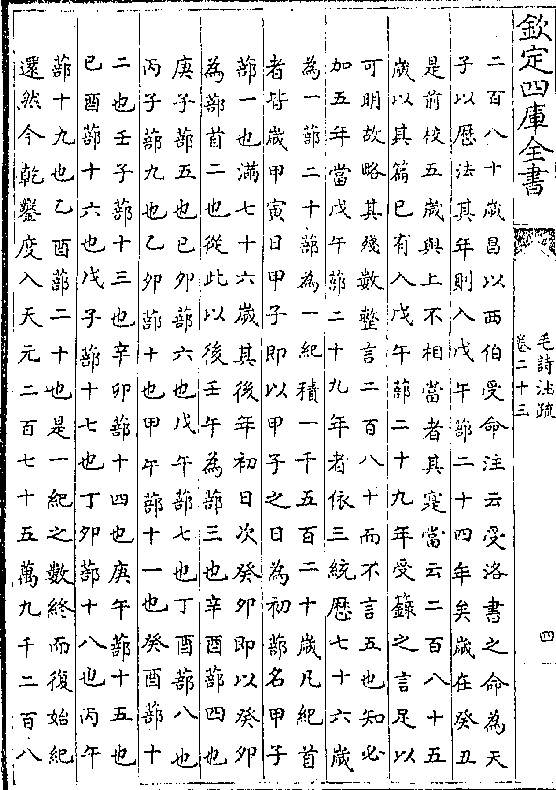 欽定四庫全書
毛詩注疏
卷二十三
四
二百八十歲昌以西伯受命注云受洛書之命為天
子以厯法其年則入戊午蔀二十四年矣歲在癸丑
是前校五歲與上不相當者其寔當云二百八十五
歲以其篇已有入戊午蔀二十九年受籙之言足以
可明故略其殘數整言二百八十而不言五也知必
加五年當戊午蔀二十九年者依三統厯七十六歲
為一蔀二十蔀為一紀積一千五百二十歲凡紀首
者皆歲甲寅日甲子即以甲子之日為初蔀名甲子
蔀一也滿七十六歲其後年初日次癸卯即以癸卯
為蔀首二也從此以後壬午為蔀三也辛酉蔀四也
庚子蔀五也已卯蔀六也戊午蔀七也丁酉蔀八也
丙子蔀九也乙卯蔀十也甲午蔀十一也癸酉蔀十
二也壬子蔀十三也辛卯蔀十四也庚午蔀十五也
已酉蔀十六也戊子蔀十七也丁卯蔀十八也丙午
蔀十九也乙酉蔀二十也是一紀之數終而復始紀
還然今乾鑿度入天元二百七十五萬九千二百八